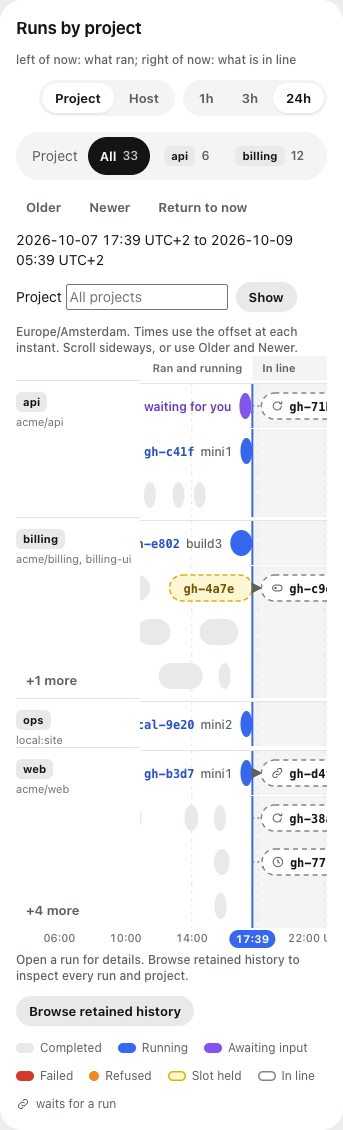 Runs by project
left of now: what ran; right of now: what is in line
Project Host 1h 3h 24h
Project All 33 api 6 billing 12
Older Newer Return to now
2026-10-07 17:39 UTC+2 to 2026-10-09
05:39 UTC+2
Project All projects Show
Europe/Amsterdam. Times use the offset at each
instant. Scroll sideways, or use Older and Newer.
Ran and running In line
api waiting for you
acme/api
gh-c41f mini1
billing build3
acme/billing, billing-ui
gh-4a7e
+1 more
ops mini2
local:site
web gh-b3d7 mini1
acme/web
+4 more
06:00 10:00 14:00 17:39 22:00
Open a run for details. Browse retained history to
inspect every run and project.
Browse retained history
Completed Running Awaiting input
Failed Refused Slot held In line
waits for a run